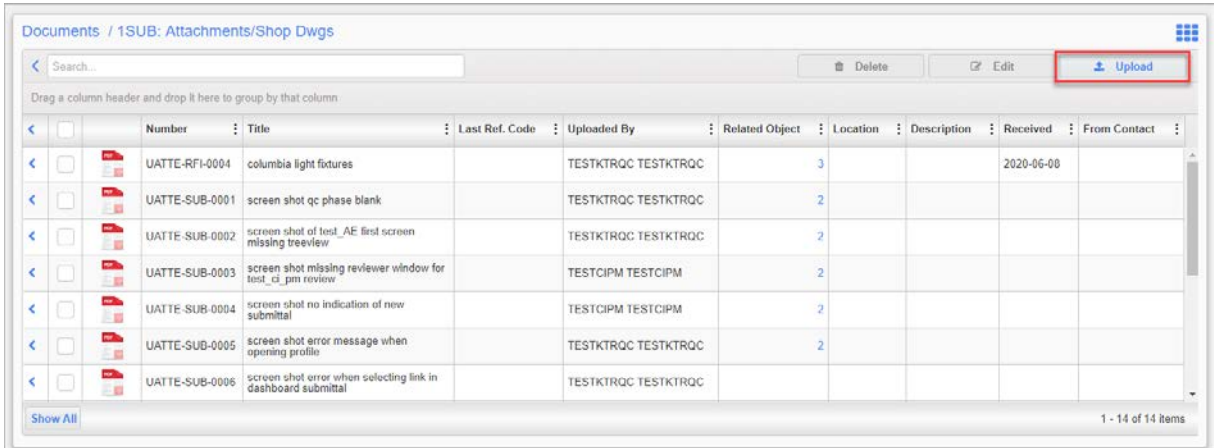 Documents / 1SUB: Attachments/Shop Dwgs
Search...
Delete
Edit
Upload
Drag a column header and drop it here to group by that column
Number Title Last Ref. Code Uploaded By Related Object Location Description Received From Contact
PDF UATTE-RFI-0004 columbia light fixtures TESTKTRQC TESTKTRQC 3 2020-06-08
PDF UATTE-SUB-0001 screen shot qc phase blank TESTKTRQC TESTKTRQC 2
PDF UATTE-SUB-0002 screen shot of test_AE first screen
missing treeview TESTKTRQC TESTKTRQC 2
PDF UATTE-SUB-0003 screen shot missing reviewer window for
test_ci_pm review TESTCIPM TESTCIPM 2
PDF UATTE-SUB-0004 screen shot no indication of new
submittal TESTCIPM TESTCIPM 2
PDF UATTE-SUB-0005 screen shot error message when
opening profile TESTKTRQC TESTKTRQC 2
PDF UATTE-SUB-0006 screen shot error when selecting link in
dashboard submittal TESTKTRQC TESTKTRQC
Show All
1 - 14 of 14 items